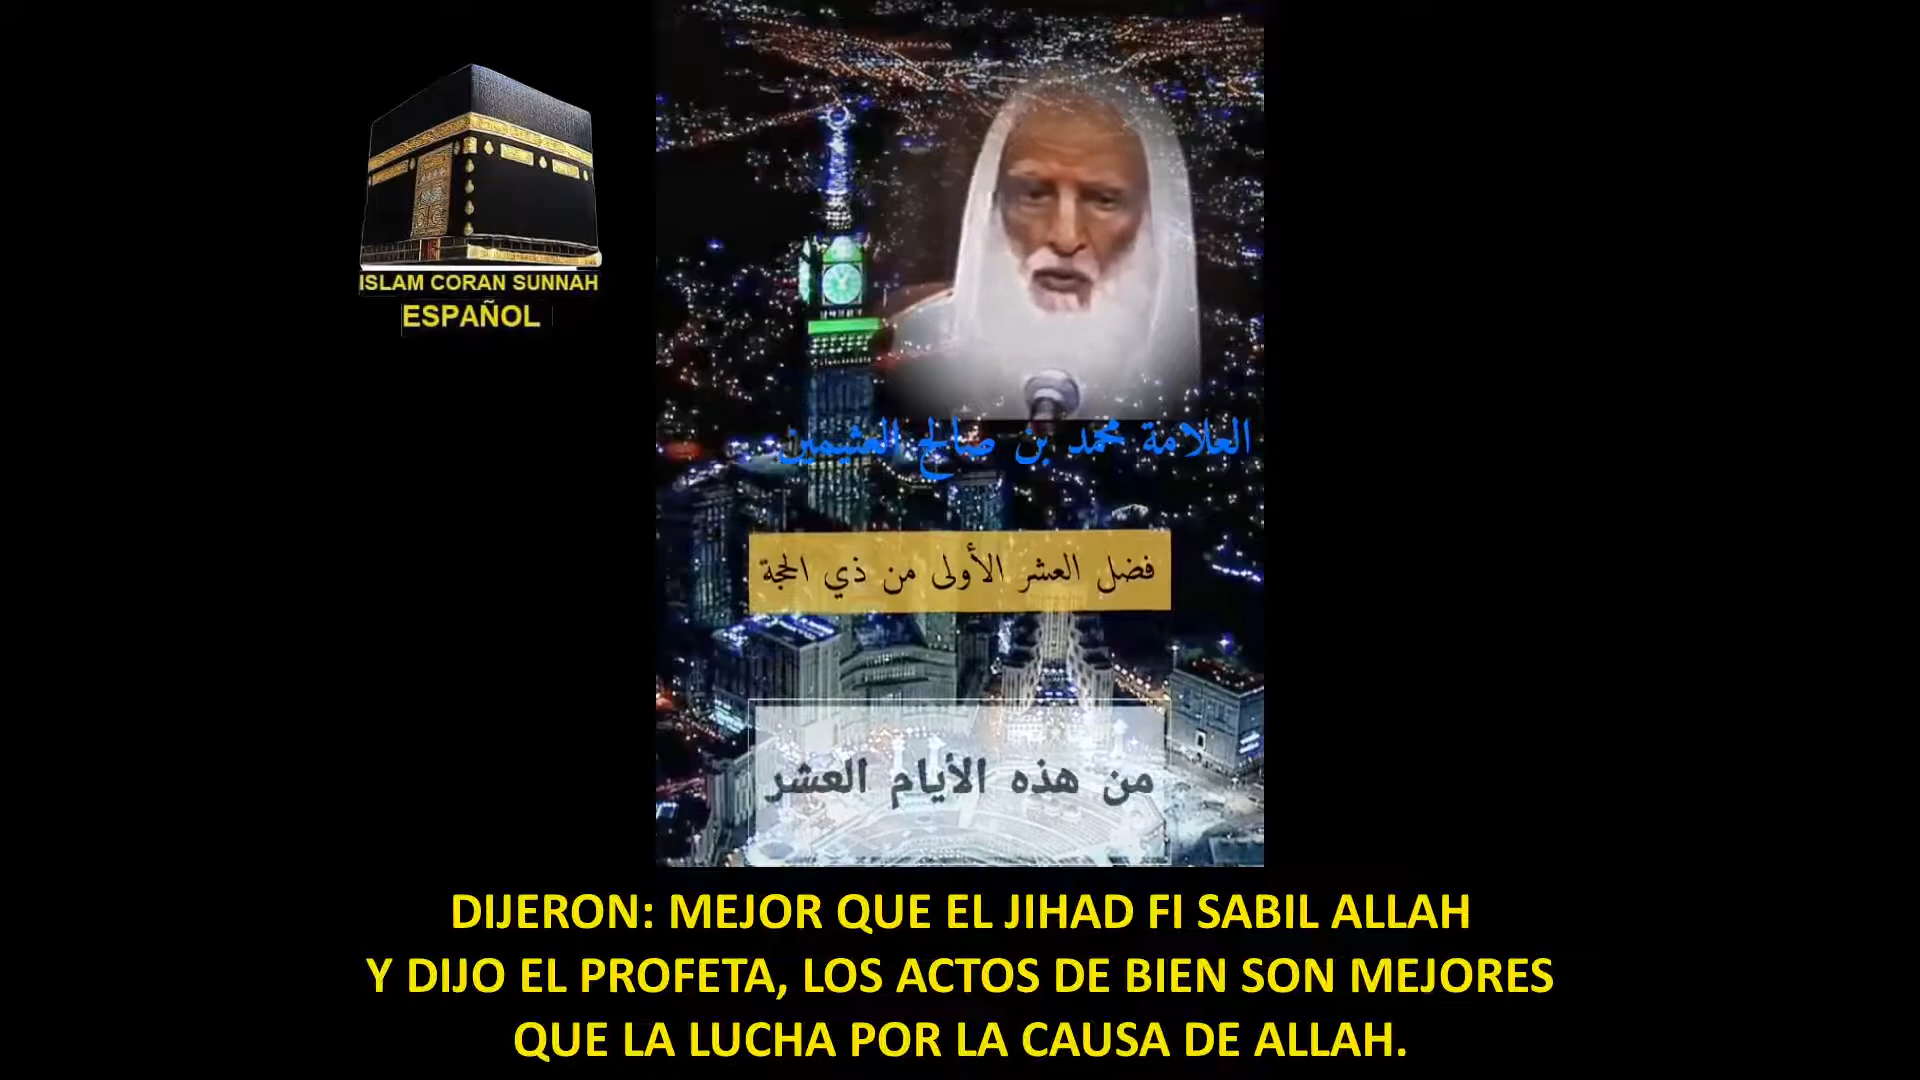 ISLAM CORAN SUNNAH
ESPAÑOL
العلامة محمد بن صالح العثيمين
فضل العشر الأولى من ذي الحجة
من هذه الأيام العشر
DIJERON: MEJOR QUE EL JIHAD FI SABIL ALLAH
Y DIJO EL PROFETA, LOS ACTOS DE BIEN SON MEJORES
QUE LA LUCHA POR LA CAUSA DE ALLAH.